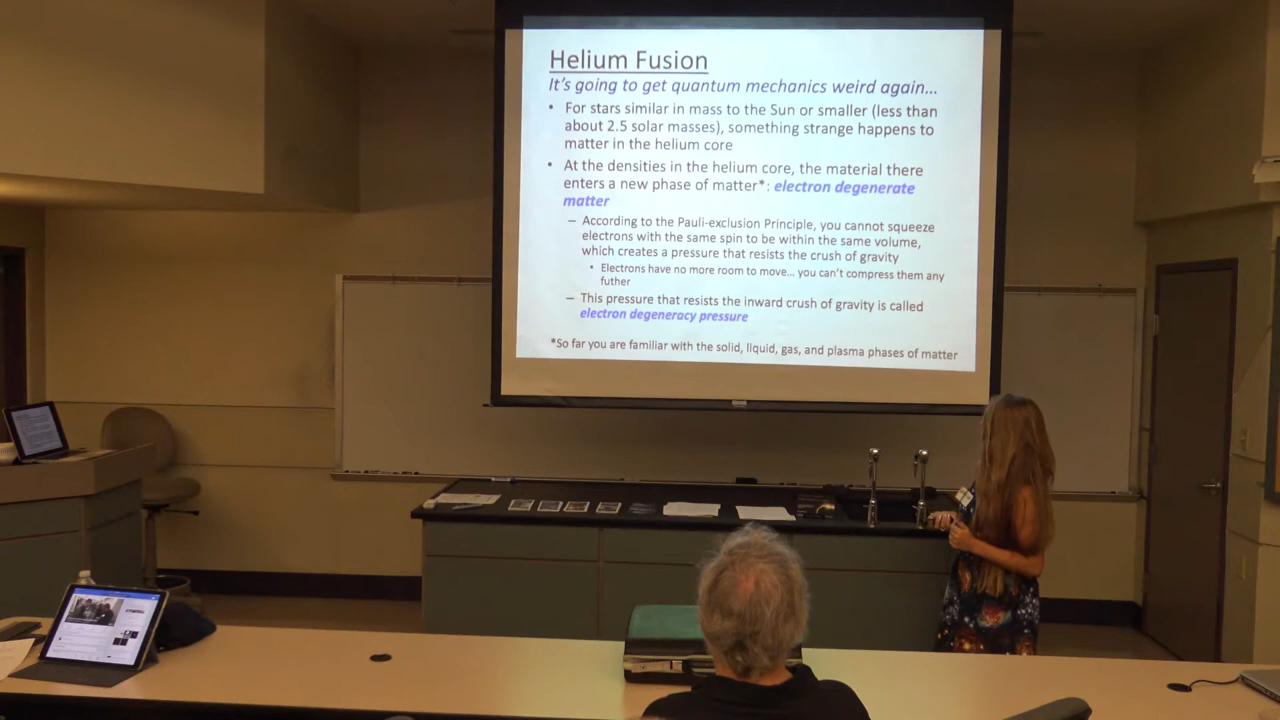 Helium Fusion
It's going to get quantum mechanics weird again...
• For stars similar in mass to the Sun or smaller (less than
about 2.5 solar masses), something strange happens to
matter in the helium core
• At the densities in the helium core, the material there
enters a new phase of matter*: electron degenerate
matter
– According to the Pauli-exclusion Principle, you cannot squeeze
electrons with the same spin to be within the same volume,
which creates a pressure that resists the crush of gravity
• Electrons have no more room to move... you can't compress them any
futher
– This pressure that resists the inward crush of gravity is called
electron degeneracy pressure
*So far you are familiar with the solid, liquid, gas, and plasma phases of matter